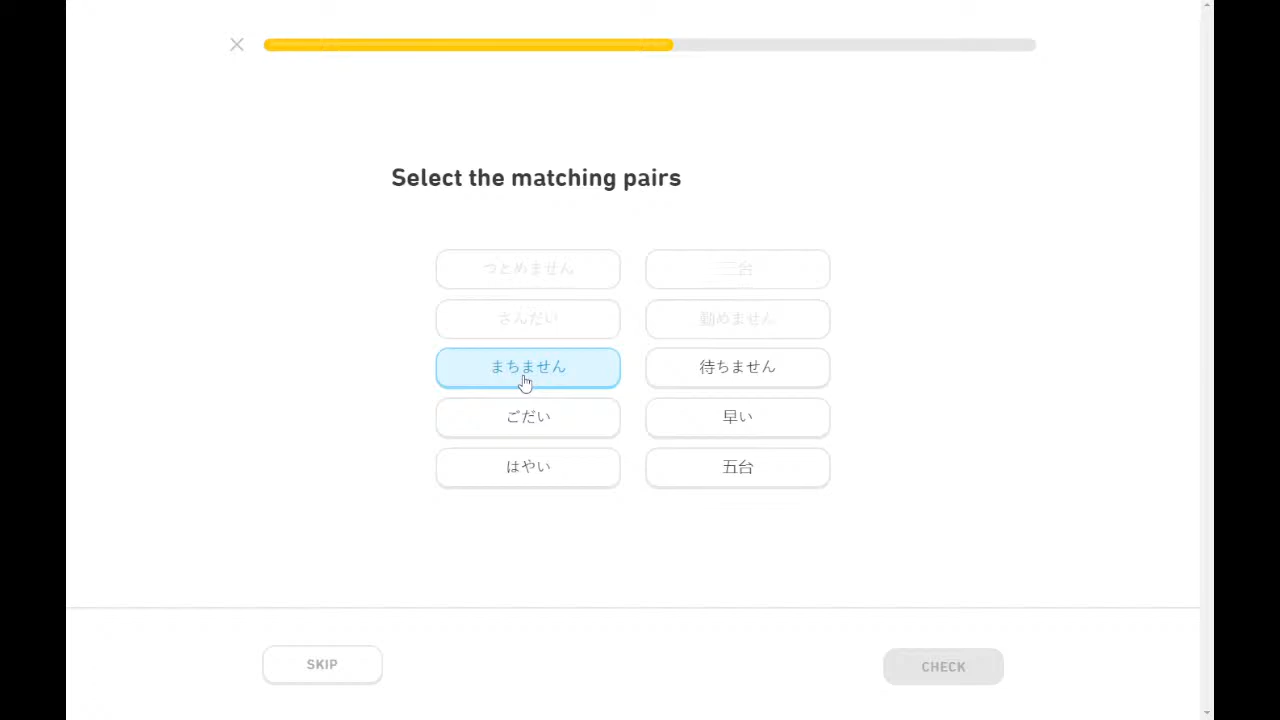 Select the matching pairs
つとめません 三台
さんだい 勤めません
まちません 待ちません
ごだい 早い
はやい 五台
SKIP CHECK